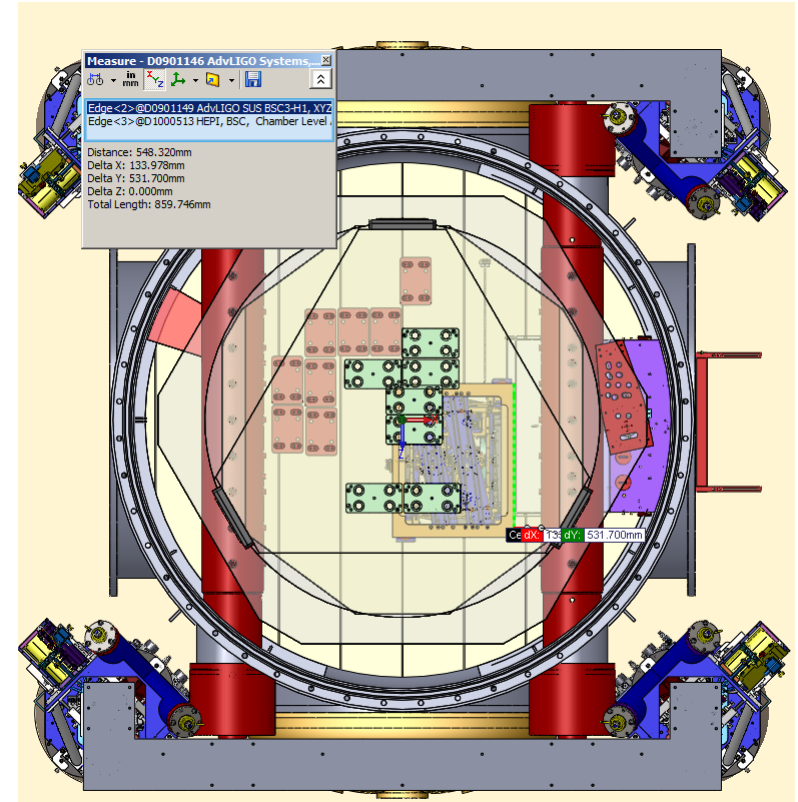 Measure - D0901146 AdvLIGO Systems,...
in
mm
X Y Z
Edge<2>@D0901149 AdvLIGO SUS BSC3-H1, XYZ
Edge<3>@D1000513 HEPI, BSC, Chamber Level
Distance: 548.320mm
Delta X: 133.978mm
Delta Y: 531.700mm
Delta Z: 0.000mm
Total Length: 859.746mm
Z
Ce dX: 13 dY: 531.700mm